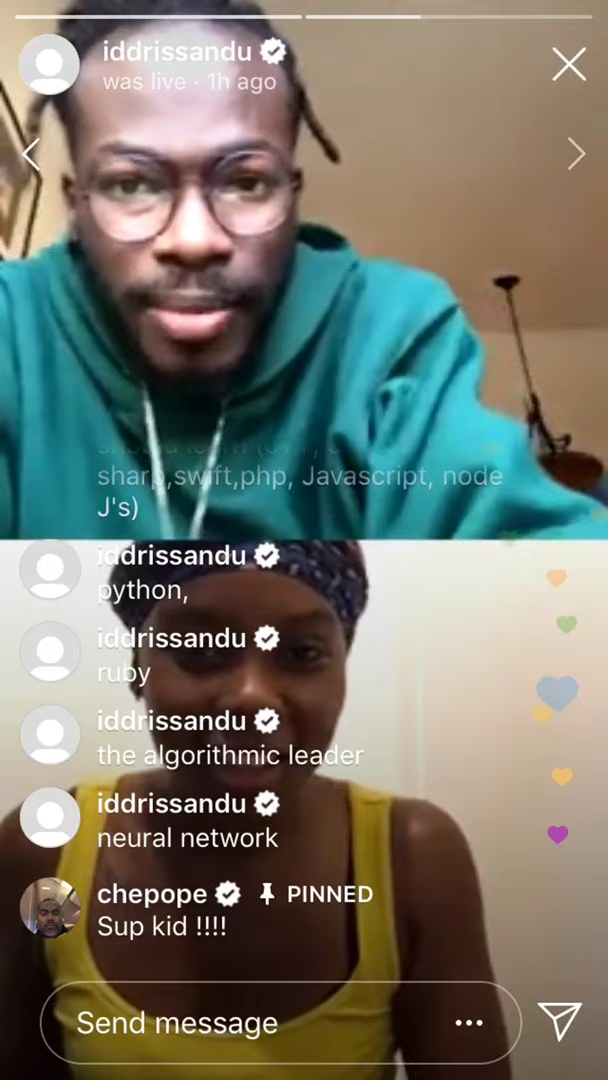 iddrissandu
was live · 1h ago
sharp,swift,php, Javascript, node
J's)
iddrissandu
python,
iddrissandu
ruby
iddrissandu
the algorithmic leader
iddrissandu
neural network
chepope PINNED
Sup kid !!!!
Send message